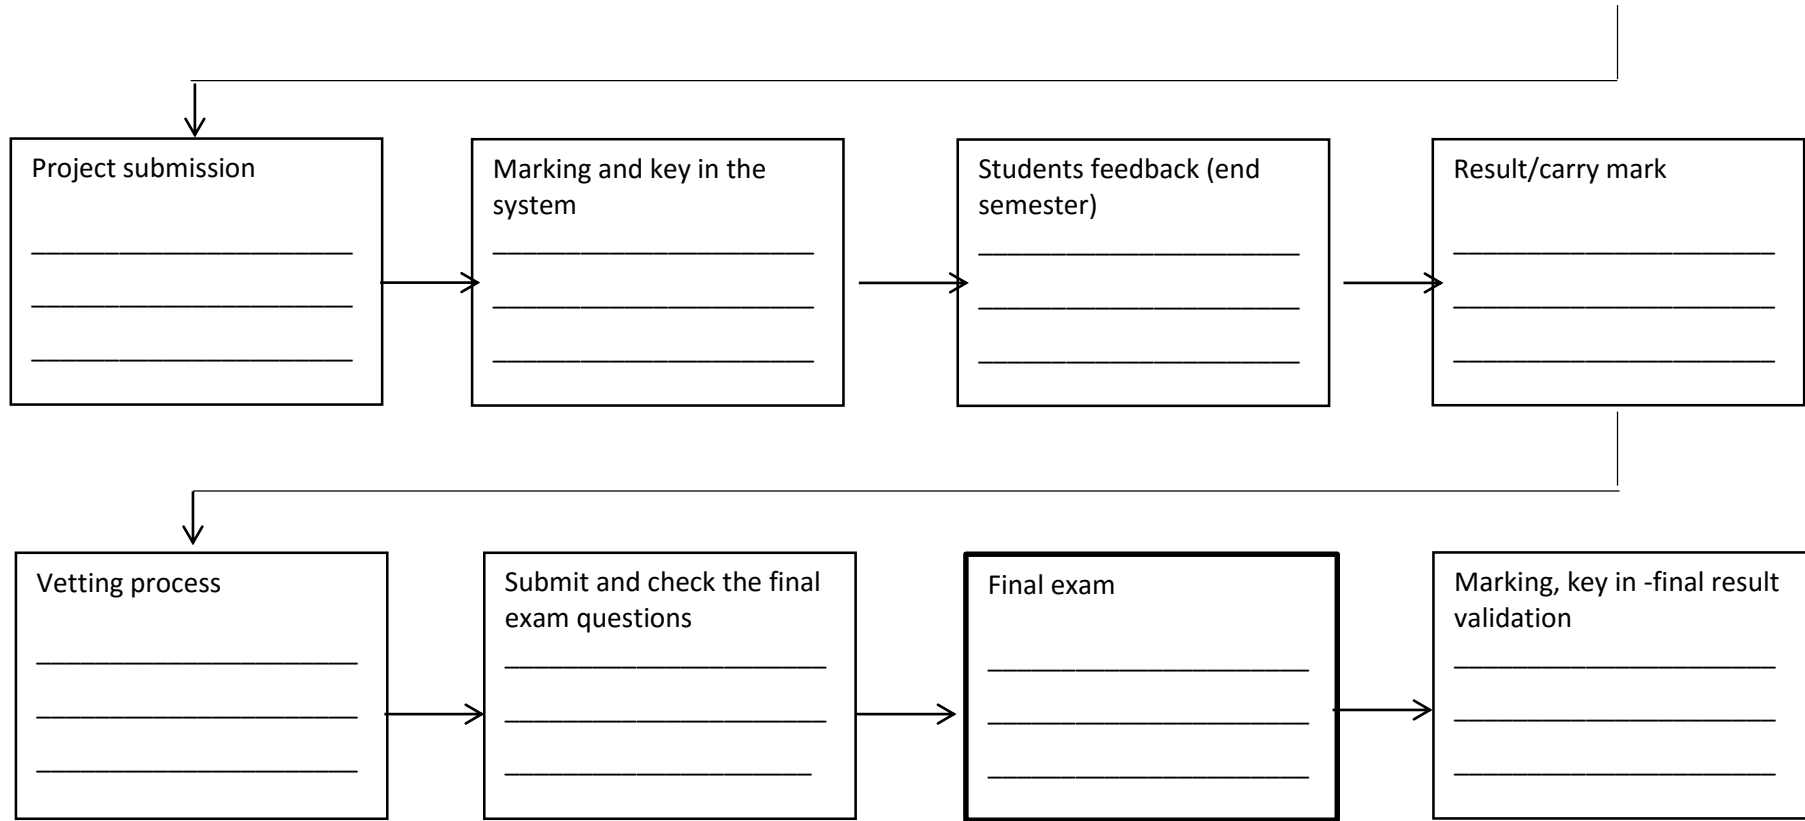 Project submission
Marking and key in the
system
Students feedback (end
semester)
Result/carry mark
Vetting process
Submit and check the final
exam questions
Final exam
Marking, key in -final result
validation